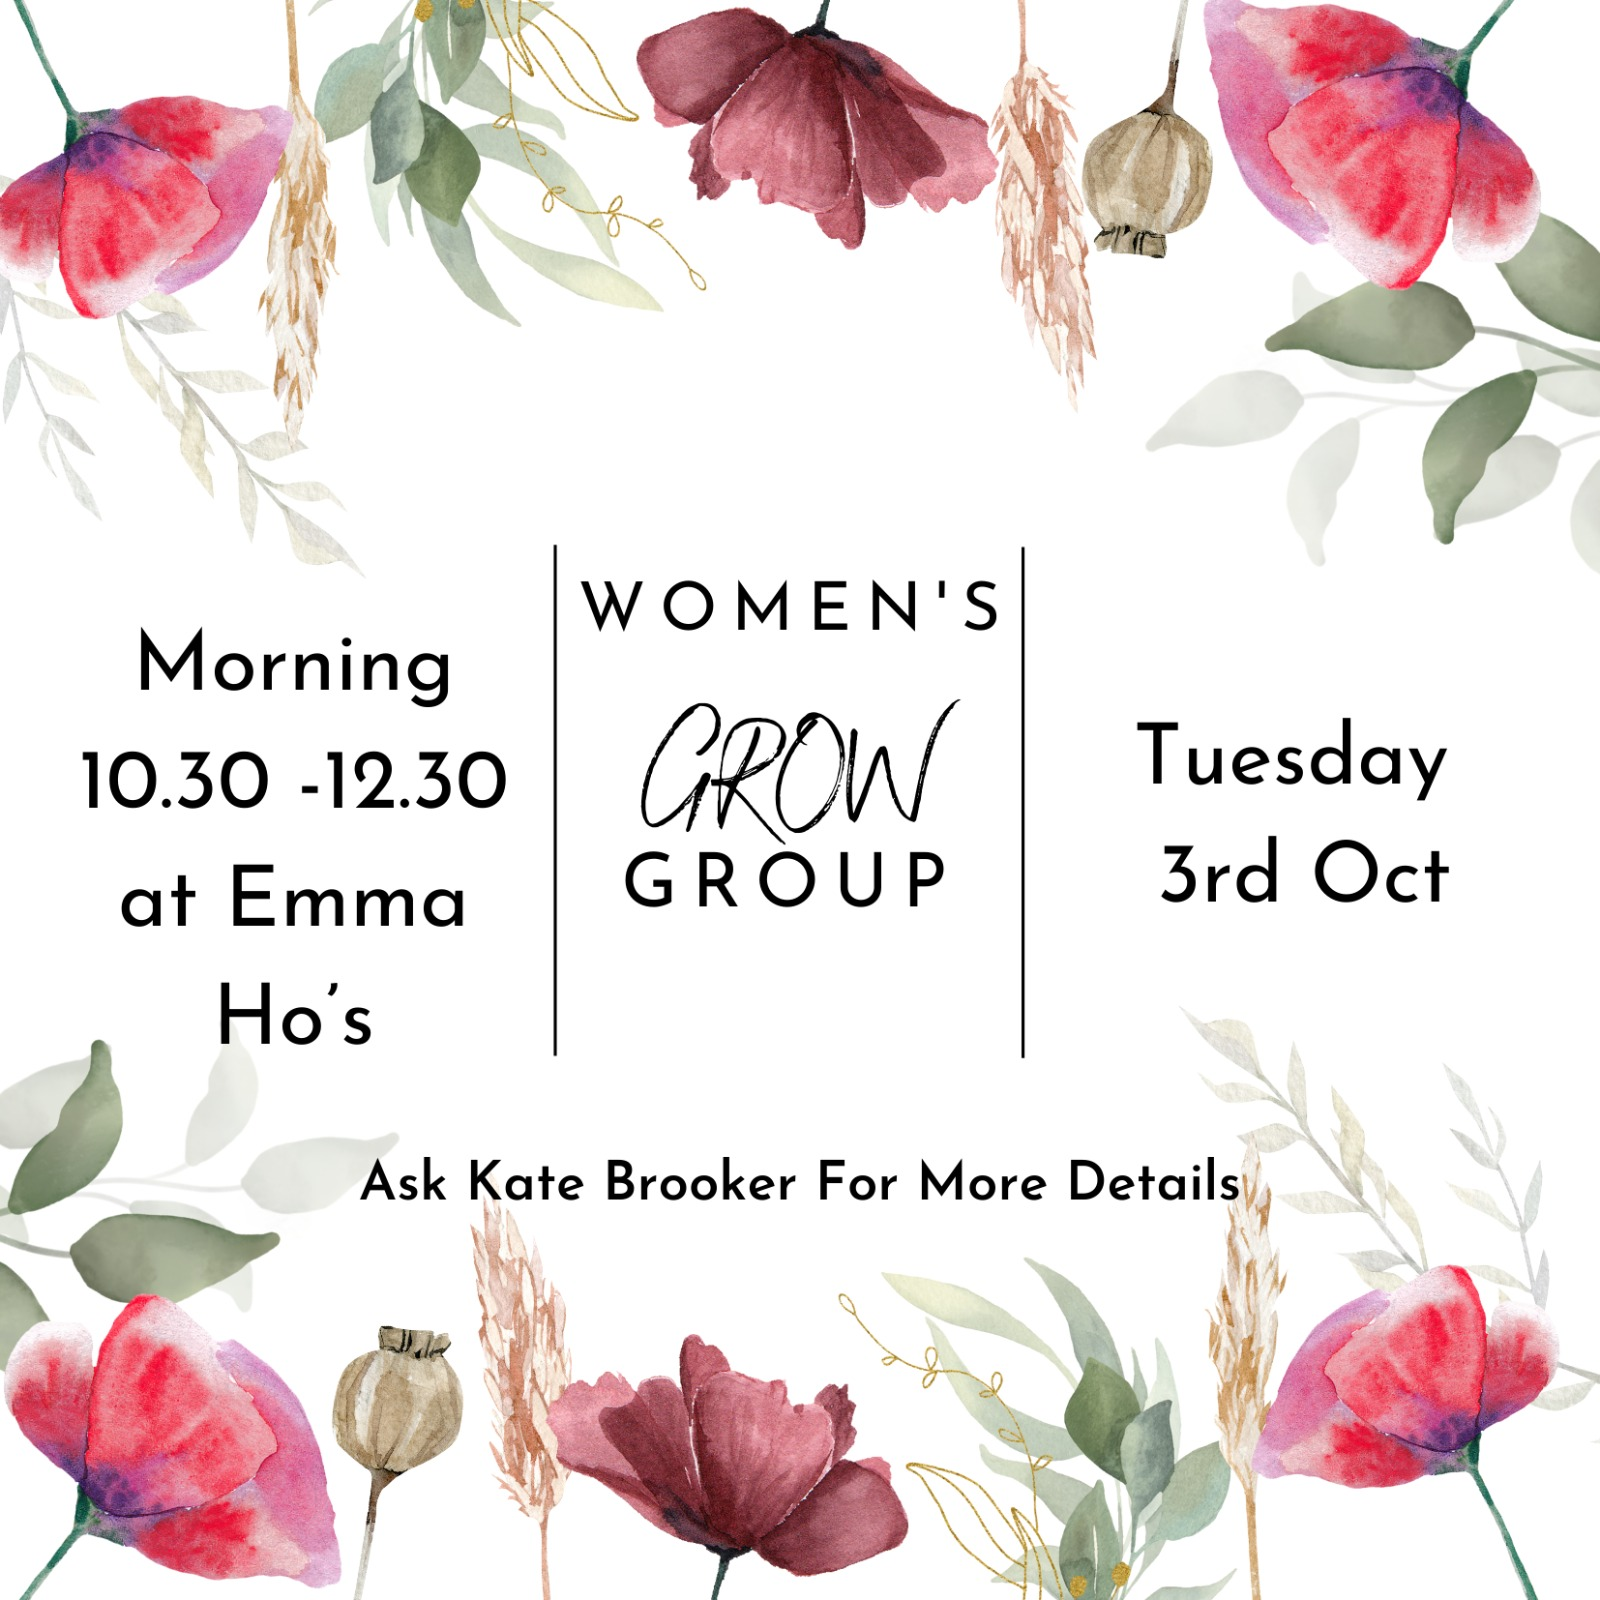 Morning
10.30 -12.30
at Emma
Ho’s
WOMEN'S
GROW
GROUP
Tuesday
3rd Oct
Ask Kate Brooker For More Details